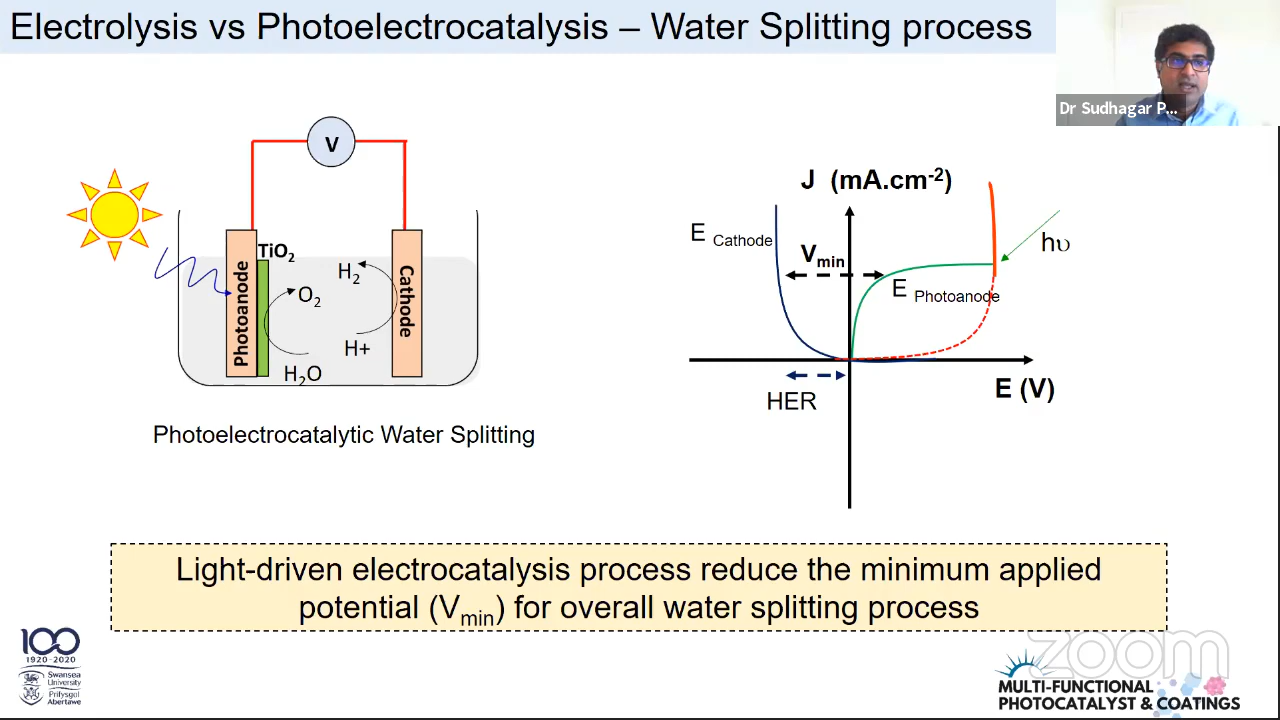 Electrolysis vs Photoelectrocatalysis – Water Splitting process
Dr Sudhagar P...
V
TiO2
Photoanode
O2
H2O
H2
H+
Cathode
Photoelectrocatalytic Water Splitting
J (mA.cm-2)
E Cathode
Vmin
hυ
E Photoanode
E (V)
HER
Light-driven electrocatalysis process reduce the minimum applied
potential (Vmin) for overall water splitting process
100
1920-2020
Swansea
University
Prifysgol
Abertawe
zoom
MULTI-FUNCTIONAL
PHOTOCATALYST & COATINGS